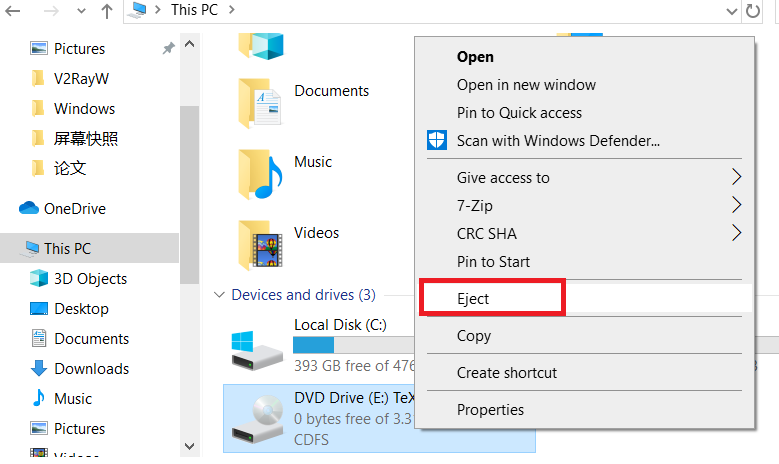 This PC
Pictures
V2RayW
Windows
屏幕快照
论文
OneDrive
This PC
3D Objects
Desktop
Documents
Downloads
Music
Pictures
Videos
Documents
Music
Videos
Devices and drives (3)
Local Disk (C:)
393 GB free of 476
DVD Drive (E:) TeX
0 bytes free of 3.3
CDFS
Open
Open in new window
Pin to Quick access
Scan with Windows Defender...
Give access to
7-Zip
CRC SHA
Pin to Start
Eject
Copy
Create shortcut
Properties